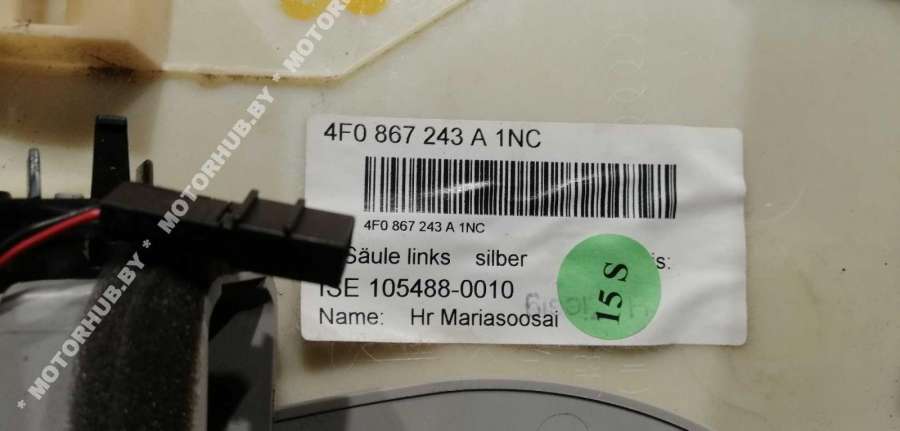 4F0 867 243 A 1NC
4F0 867 243 A 1NC
Säule links silber is:
ISE 105488-0010
Name: Hr Mariasoosai
15 S
* MOTORHUB.BY * MOTORHUB.BY * MOTORHUB.BY *